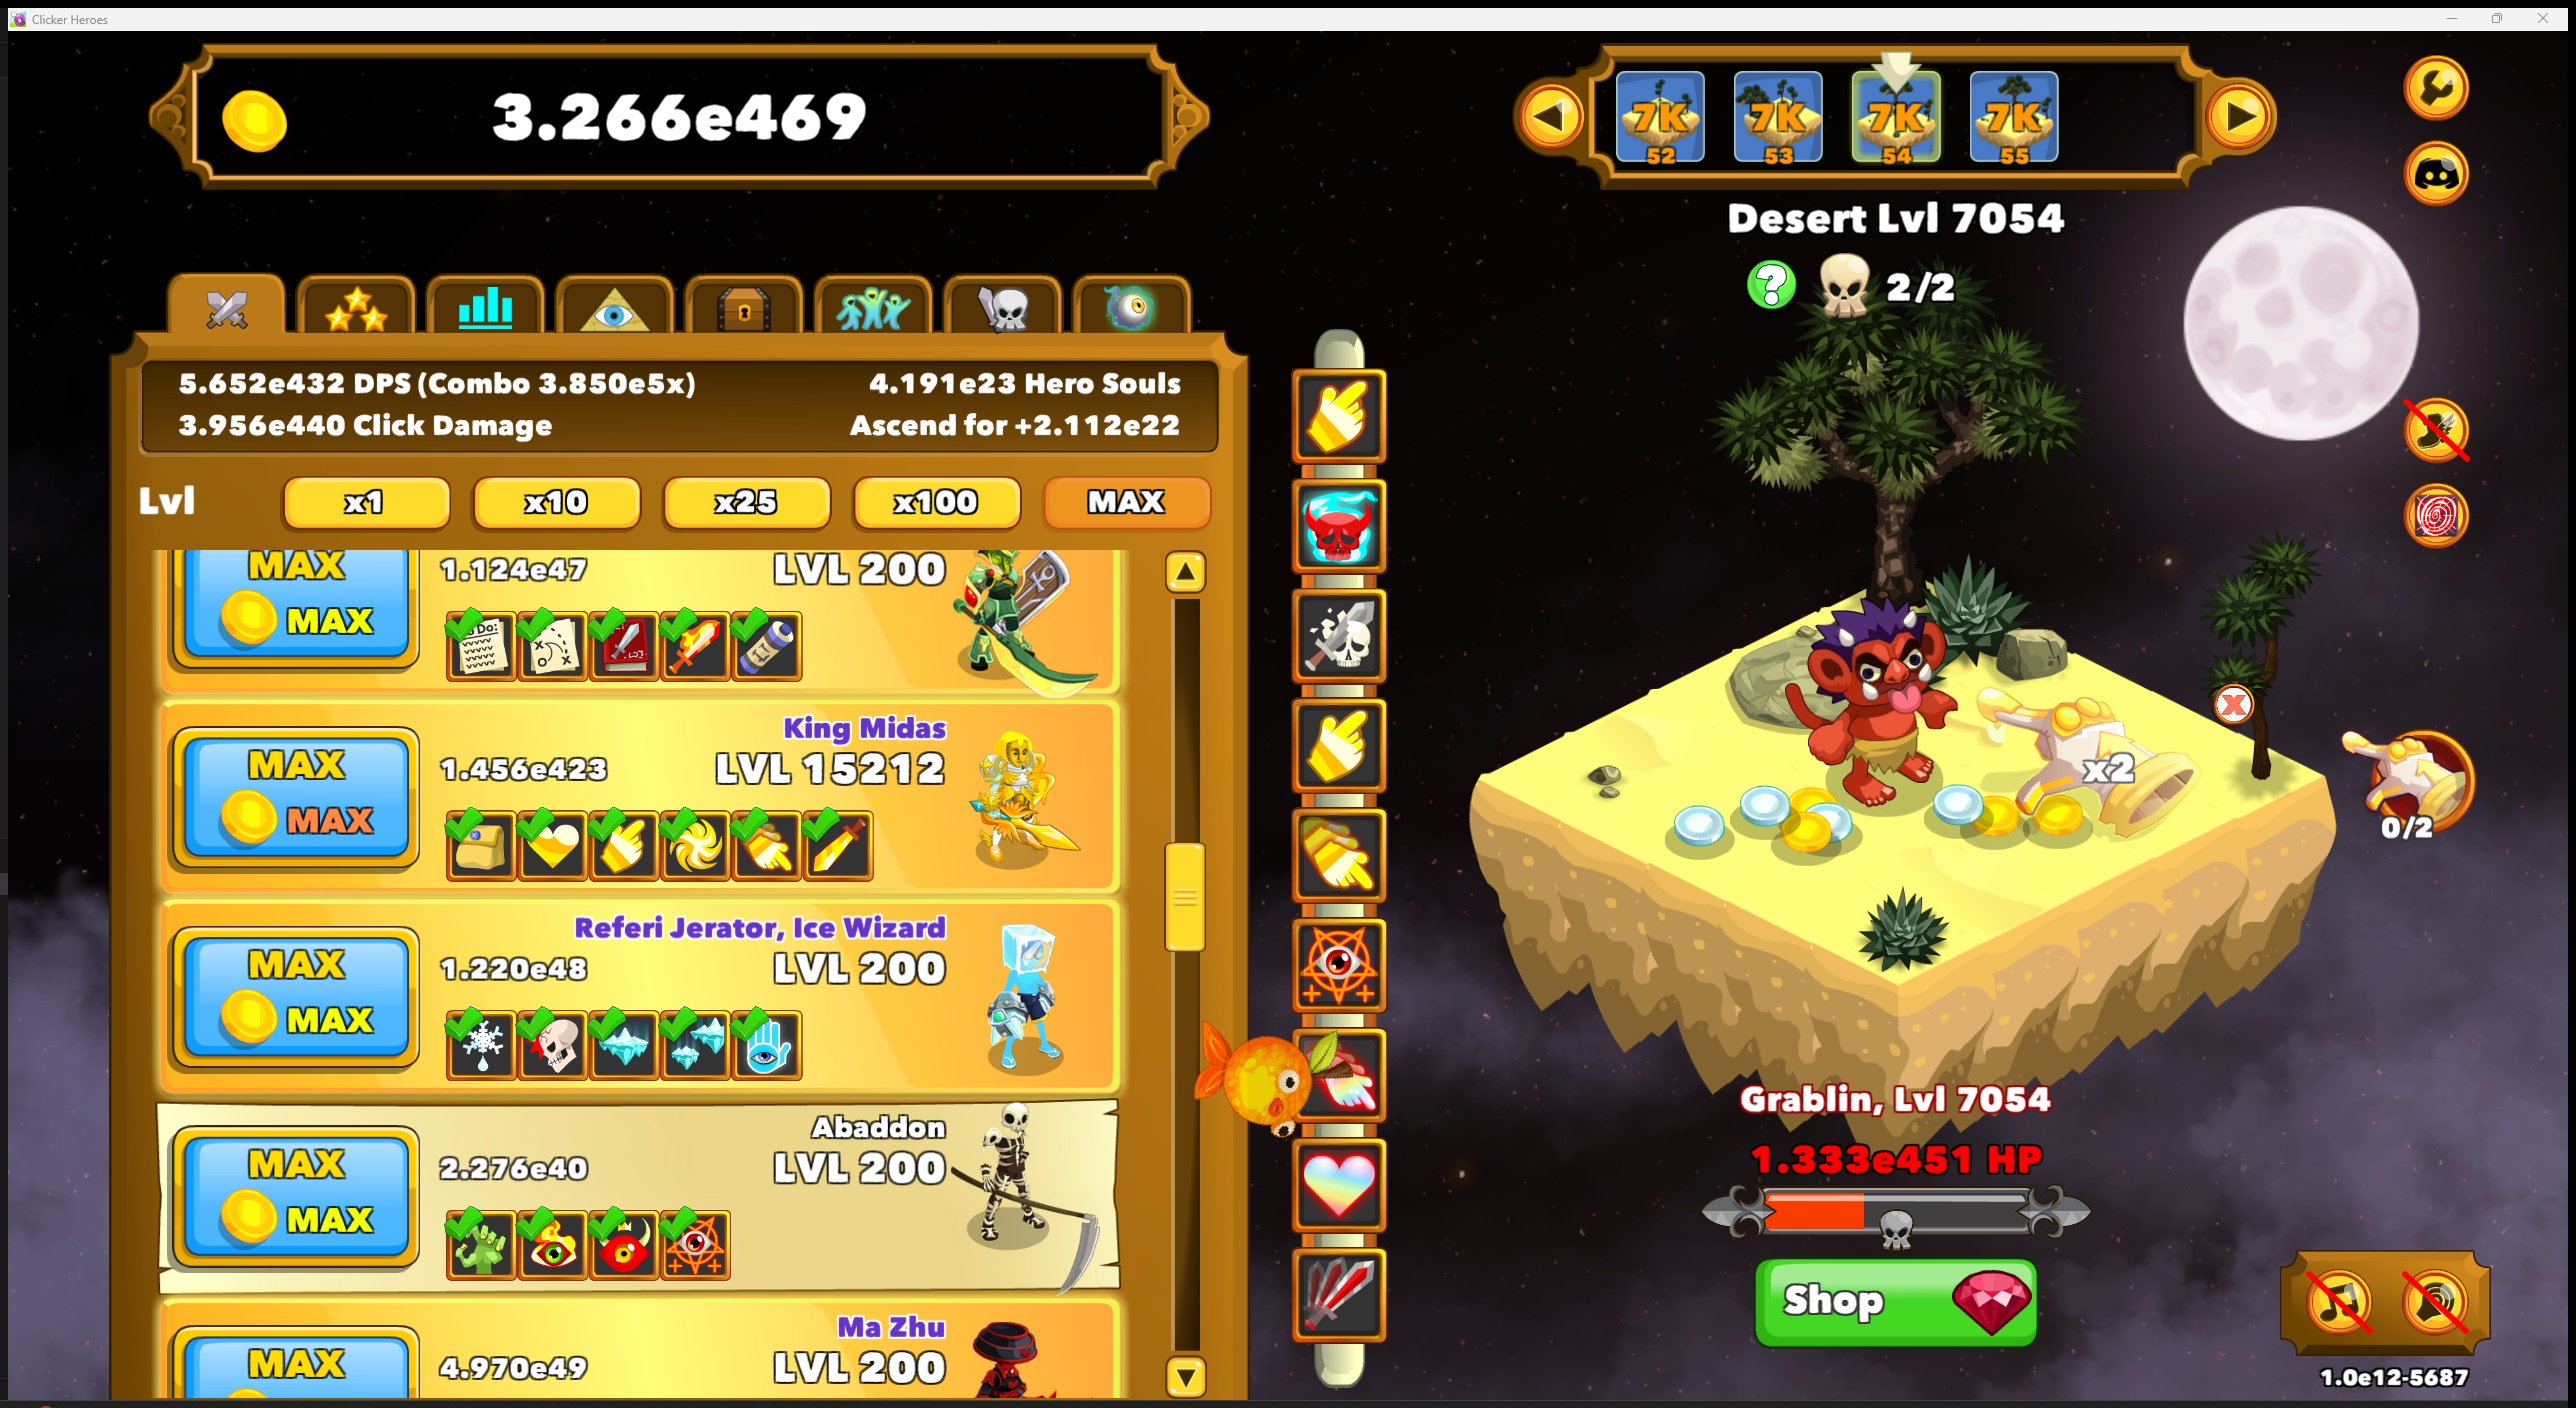 Clicker Heroes
3.266e469
7K
52
7K
53
7K
54
7K
55
Desert Lvl 7054
2/2
5.652e432 DPS (Combo 3.850e5x)
4.191e23 Hero Souls
3.956e440 Click Damage
Ascend for +2.112e22
Lvl
x1
x10
x25
x100
MAX
MAX
MAX
1.124e47
LVL 200
Do:
King Midas
MAX
MAX
1.456e423
LVL 15212
Referi Jerator, Ice Wizard
MAX
MAX
1.220e48
LVL 200
Abaddon
MAX
MAX
2.276e40
LVL 200
Ma Zhu
MAX
4.970e49
LVL 200
x2
0/2
Grablin, Lvl 7054
1.333e451 HP
Shop
1.0e12-5687